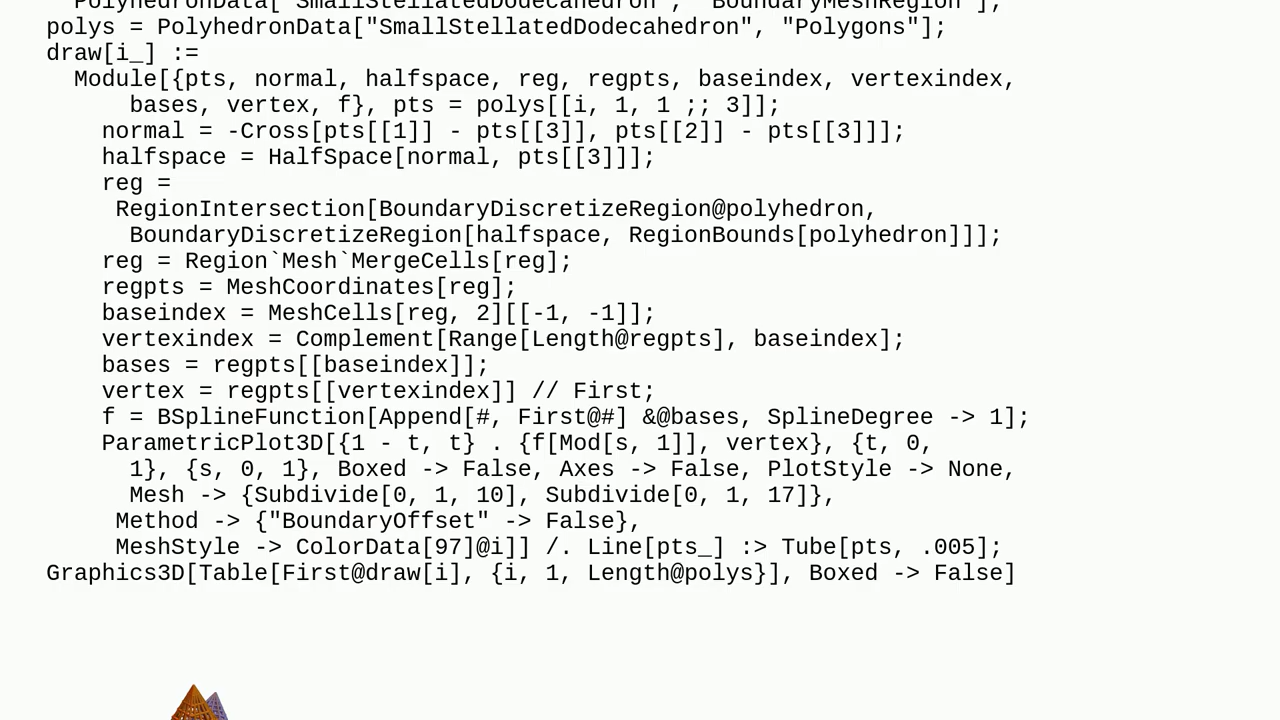 PolyhedronData["SmallStellatedDodecahedron", "BoundaryMeshRegion"];
polys = PolyhedronData["SmallStellatedDodecahedron", "Polygons"];
draw[i_] :=
Module[{pts, normal, halfspace, reg, regpts, baseindex, vertexindex,
bases, vertex, f}, pts = polys[[i, 1, 1 ;; 3]];
normal = -Cross[pts[[1]] - pts[[3]], pts[[2]] - pts[[3]]];
halfspace = HalfSpace[normal, pts[[3]]];
reg =
RegionIntersection[BoundaryDiscretizeRegion@polyhedron,
BoundaryDiscretizeRegion[halfspace, RegionBounds[polyhedron]]];
reg = Region`Mesh`MergeCells[reg];
regpts = MeshCoordinates[reg];
baseindex = MeshCells[reg, 2][[-1, -1]];
vertexindex = Complement[Range[Length@regpts], baseindex];
bases = regpts[[baseindex]];
vertex = regpts[[vertexindex]] // First;
f = BSplineFunction[Append[#, First@#] &@bases, SplineDegree -> 1];
ParametricPlot3D[{1 - t, t} . {f[Mod[s, 1]], vertex}, {t, 0,
1}, {s, 0, 1}, Boxed -> False, Axes -> False, PlotStyle -> None,
Mesh -> {Subdivide[0, 1, 10], Subdivide[0, 1, 17]},
Method -> {"BoundaryOffset" -> False},
MeshStyle -> ColorData[97]@i]] /. Line[pts_] :> Tube[pts, .005];
Graphics3D[Table[First@draw[i], {i, 1, Length@polys}], Boxed -> False]